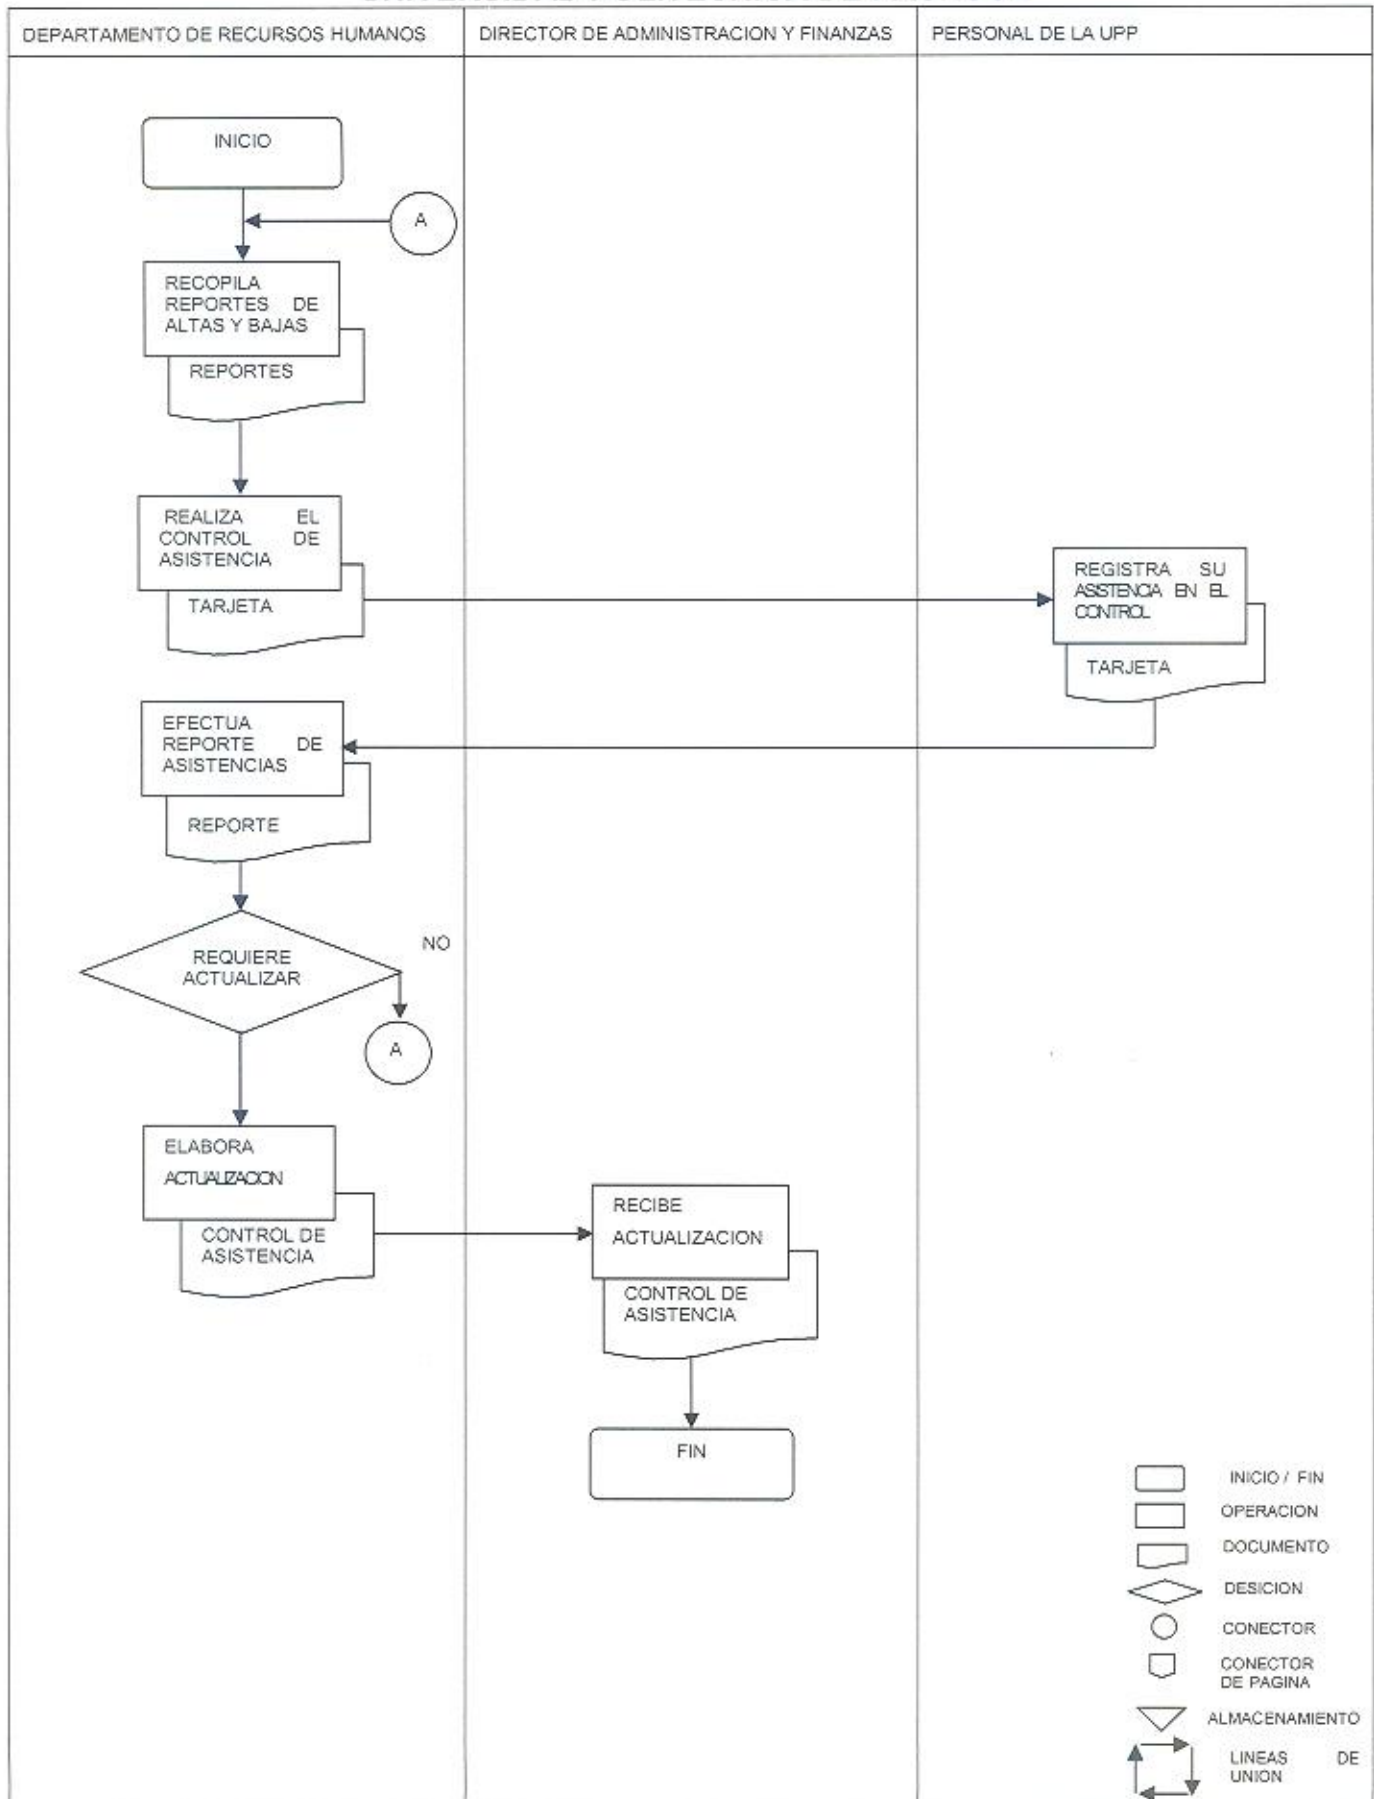 DEPARTAMENTO DE RECURSOS HUMANOS
DIRECTOR DE ADMINISTRACION Y FINANZAS
PERSONAL DE LA UPP
INICIO
A
RECOPILA
REPORTES DE
ALTAS Y BAJAS
REPORTES
REALIZA EL
CONTROL DE
ASISTENCIA
TARJETA
REGISTRA SU
ASISTENCIA EN EL
CONTROL
TARJETA
EFECTUA
REPORTE DE
ASISTENCIAS
REPORTE
REQUIERE
ACTUALIZAR
NO
A
ELABORA
ACTUALIZACION
CONTROL DE
ASISTENCIA
RECIBE
ACTUALIZACION
CONTROL DE
ASISTENCIA
FIN
INICIO / FIN
OPERACION
DOCUMENTO
DESICION
CONECTOR
CONECTOR
DE PAGINA
ALMACENAMIENTO
LINEAS DE
UNION